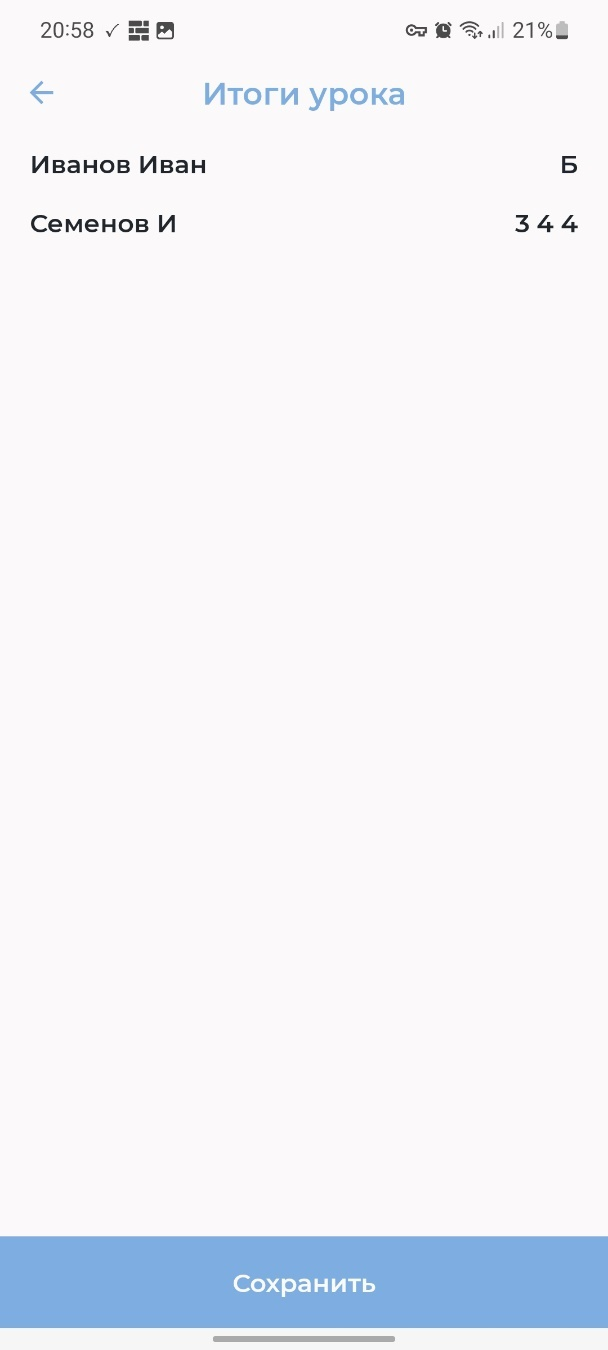 20:58 21%
Итоги урока
Иванов Иван Б
Семенов И 3 4 4
Сохранить